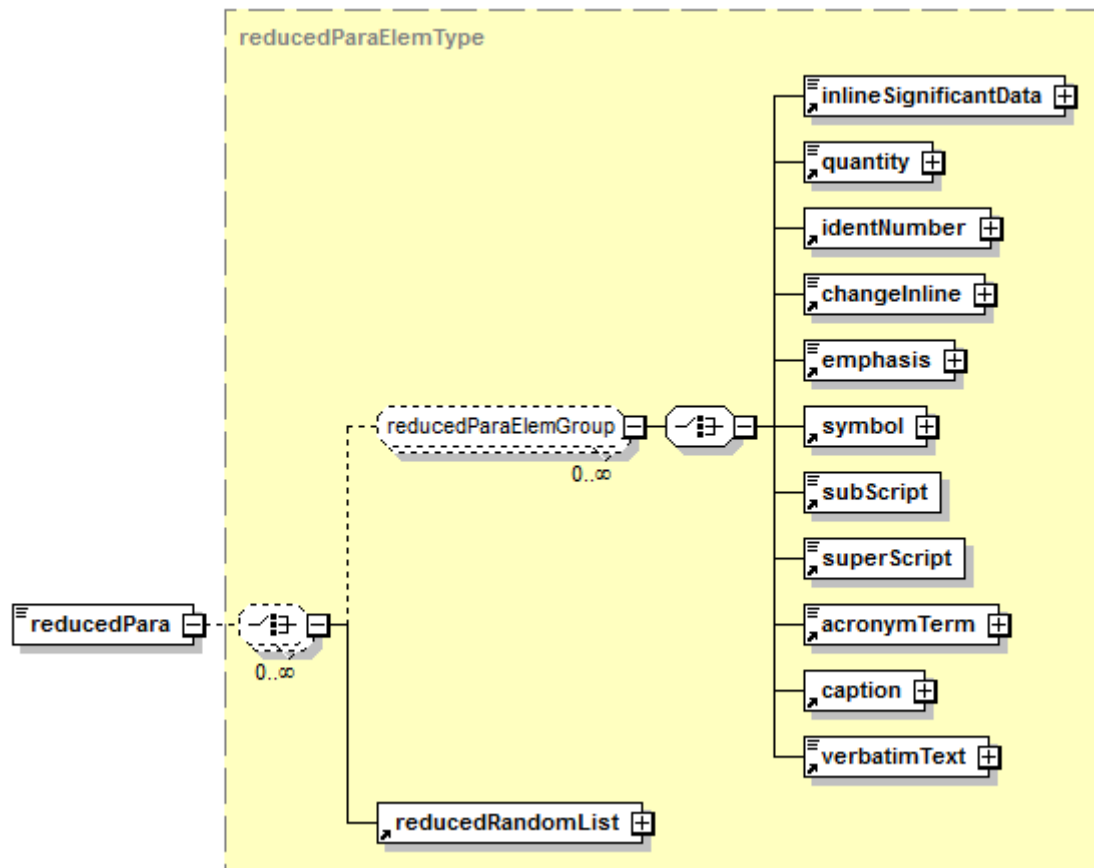 reducedParaElemType
inlineSignificantData
quantity
identNumber
changeInline
emphasis
reducedParaElemGroup
symbol
0..∞
subScript
superScript
reducedPara
acronymTerm
0..∞
caption
verbatimText
reducedRandomList